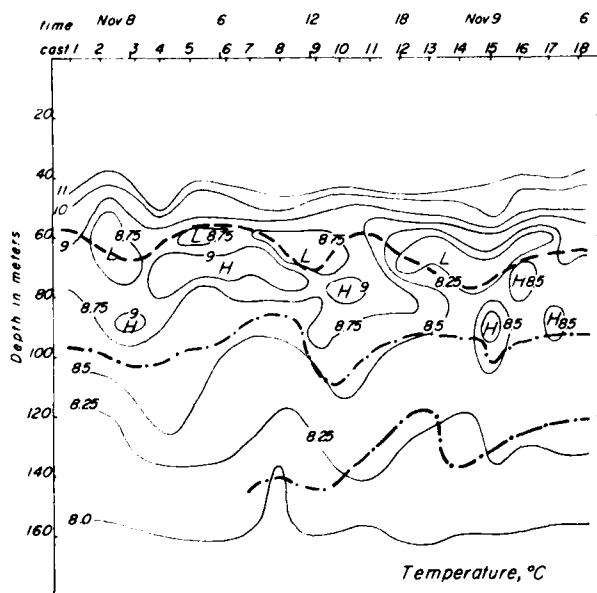 time Nov 8 6 12 18 Nov 9 6
cast 1 2 3 4 5 6 7 8 9 10 11 12 13 14 15 16 17 18
20
40
11
10
60
9
8.75
L
L
8.75
8.75
L
L
9
H
8.25
H
8.5
80
8.75
9
H
H
9
8.75
8.5
H
8.5
H
8.5
100
8.5
8.25
120
8.25
140
8.0
160
Depth in meters
Temperature, °C